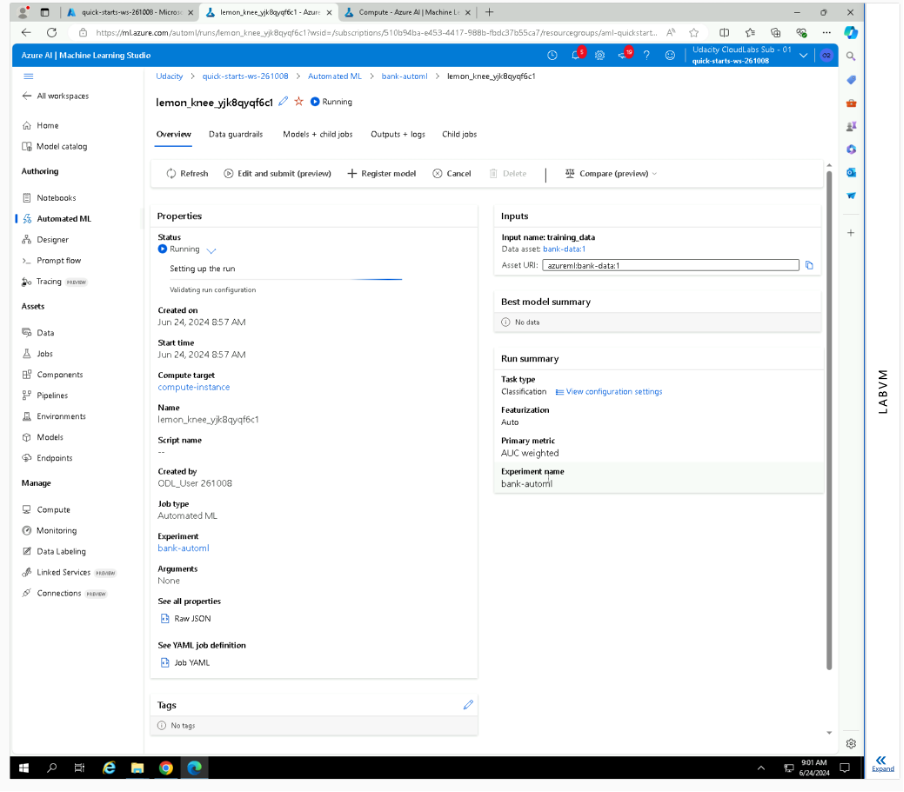 quick-starts-ws-261008 - Micros
lemon_knee_yjk8qyqf6c1 - Azure
Compute - Azure AI | Machine Le
https://ml.azure.com/automl/runs/lemon_knee_yjk8qyqf6c1?wsid=/subscriptions/510b94ba-e453-4417-988b-fbdc37b55ca7/resourcegroups/aml-quickstart...
Azure AI | Machine Learning Studio
Udacity CloudLabs Sub - 01
quick-starts-ws-261008
All workspaces
Home
Model catalog
Authoring
Notebooks
Automated ML
Designer
Prompt flow
Tracing PREVIEW
Assets
Data
Jobs
Components
Pipelines
Environments
Models
Endpoints
Manage
Compute
Monitoring
Data Labeling
Linked Services PREVIEW
Connections PREVIEW
Udacity > quick-starts-ws-261008 > Automated ML > bank-automl > lemon_knee_yjk8qyqf6c1
lemon_knee_yjk8qyqf6c1 Running
Overview Data guardrails Models + child jobs Outputs + logs Child jobs
Refresh Edit and submit (preview) Register model Cancel Delete Compare (preview)
Properties
Status
Running
Setting up the run
Validating run configuration
Created on
Jun 24, 2024 8:57 AM
Start time
Jun 24, 2024 8:57 AM
Compute target
compute-instance
Name
lemon_knee_yjk8qyqf6c1
Script name
--
Created by
ODL_User 261008
Job type
Automated ML
Experiment
bank-automl
Arguments
None
See all properties
Raw JSON
See YAML job definition
Job YAML
Tags
No tags
Inputs
Input name: training_data
Data asset: bank-data:1
Asset URI: azureml:bank-data:1
Best model summary
No data
Run summary
Task type
Classification View configuration settings
Featurization
Auto
Primary metric
AUC weighted
Experiment name
bank-automl
LABVM
Expand
9:01 AM
6/24/2024